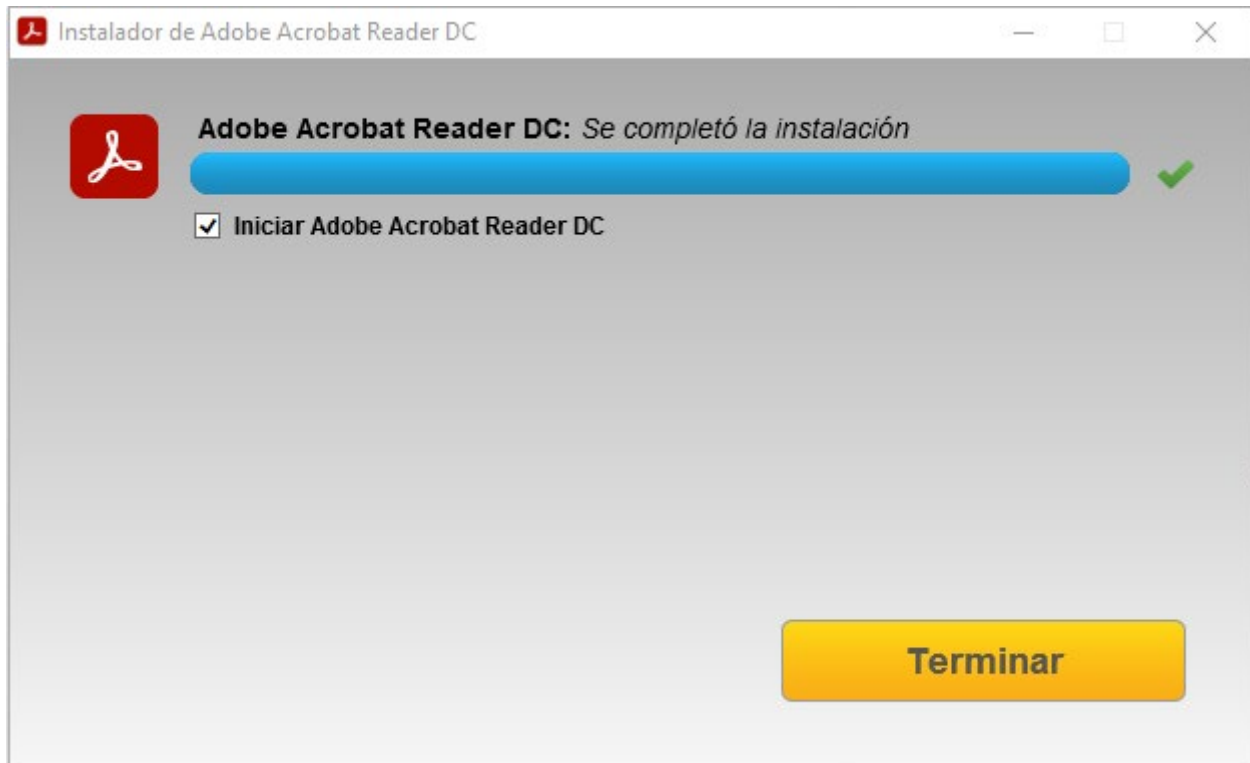 Instalador de Adobe Acrobat Reader DC
Adobe Acrobat Reader DC: Se completó la instalación
Iniciar Adobe Acrobat Reader DC
Terminar